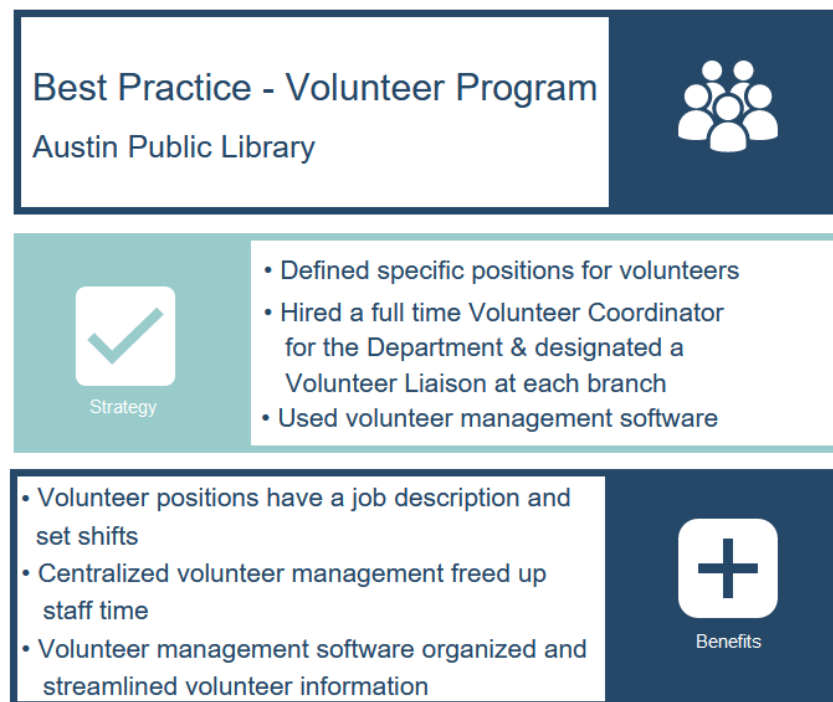 Best Practice - Volunteer Program
Austin Public Library
• Defined specific positions for volunteers
• Hired a full time Volunteer Coordinator
for the Department & designated a
Volunteer Liaison at each branch
• Used volunteer management software
Strategy
• Volunteer positions have a job description and
set shifts
• Centralized volunteer management freed up
staff time
• Volunteer management software organized and
streamlined volunteer information
Benefits